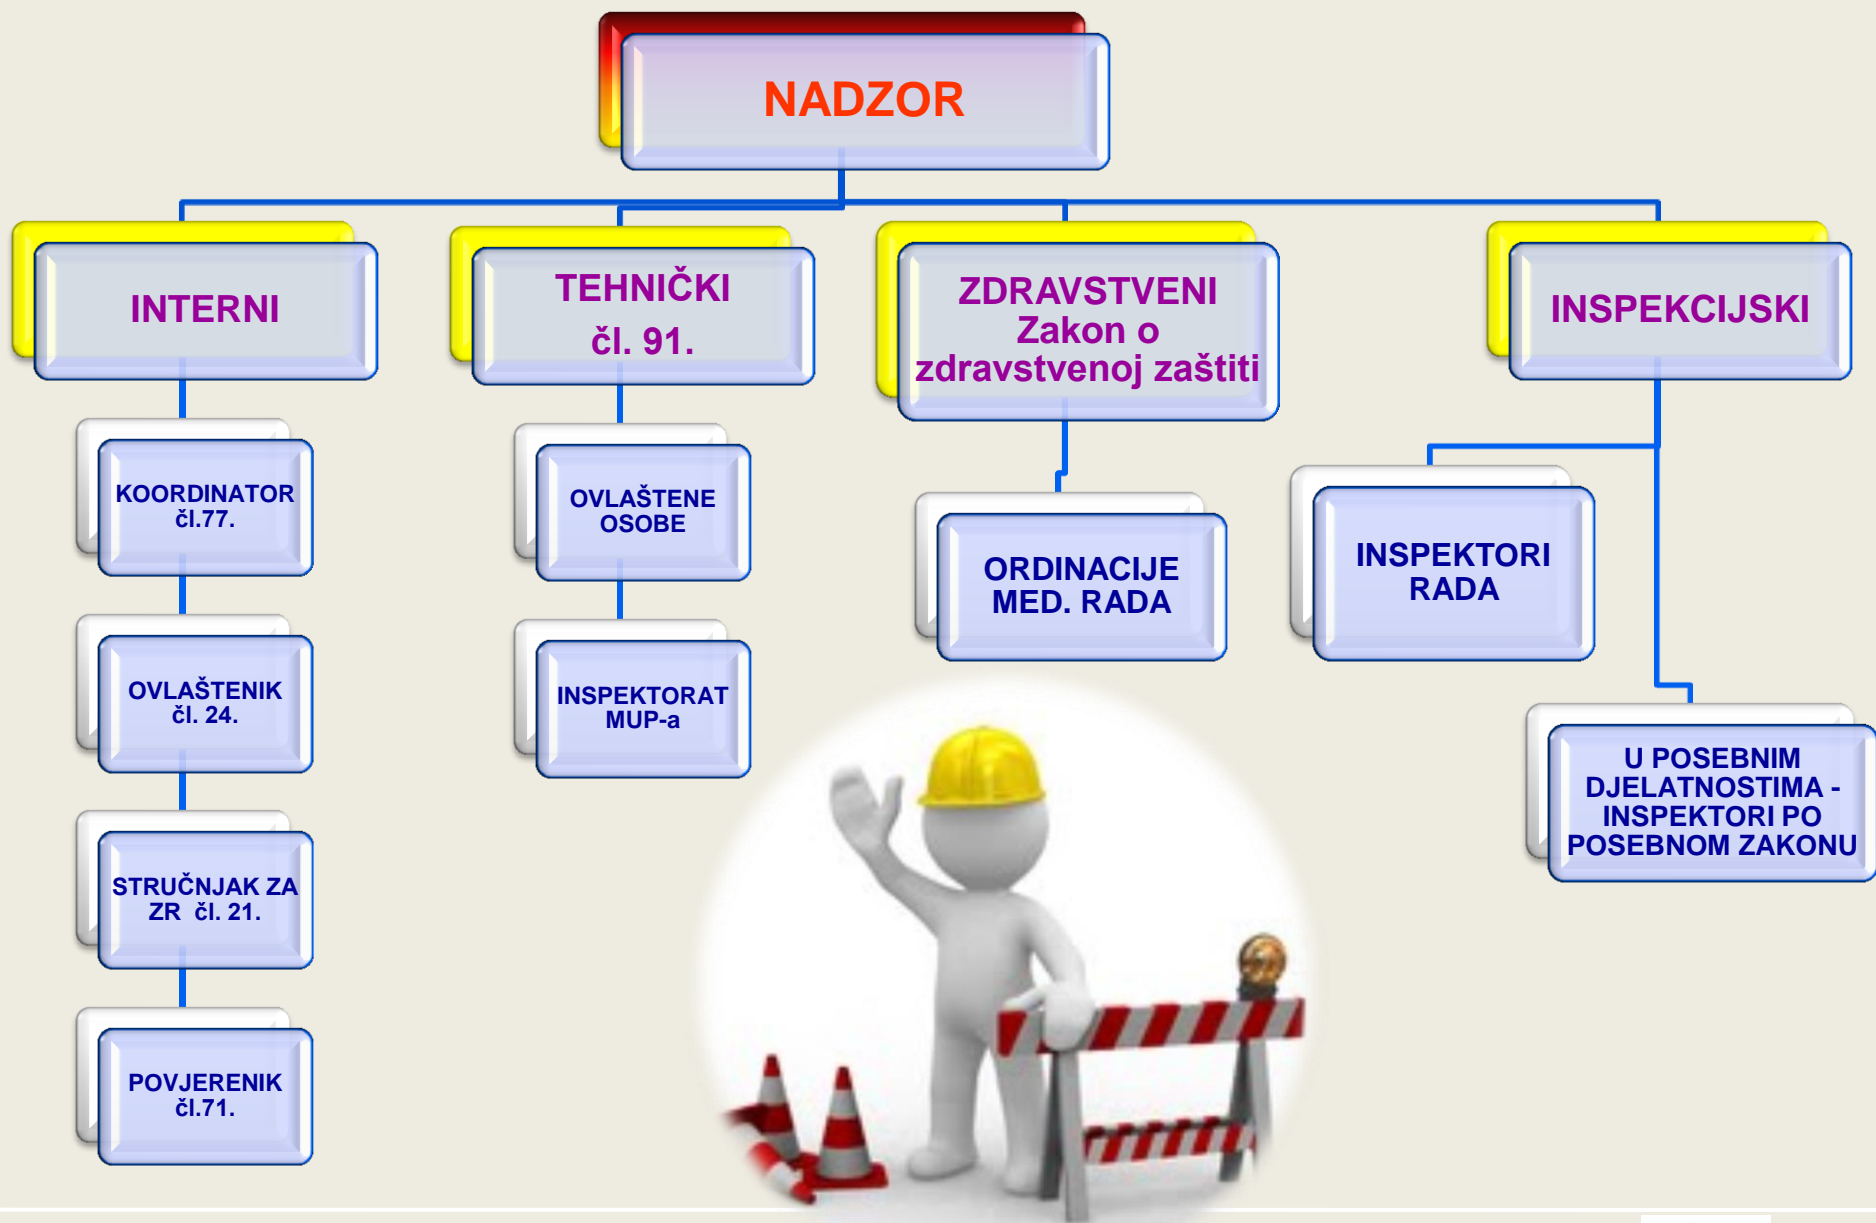 NADZOR
INTERNI
TEHNIČKI
čl. 91.
ZDRAVSTVENI
Zakon o
zdravstvenoj zaštiti
INSPEKCIJSKI
KOORDINATOR
čl.77.
OVLAŠTENIK
čl. 24.
STRUČNJAK ZA
ZR čl. 21.
POVJERENIK
čl.71.
OVLAŠTENE
OSOBE
INSPEKTORAT
MUP-a
ORDINACIJE
MED. RADA
INSPEKTORI
RADA
U POSEBNIM
DJELATNOSTIMA -
INSPEKTORI PO
POSEBNOM ZAKONU